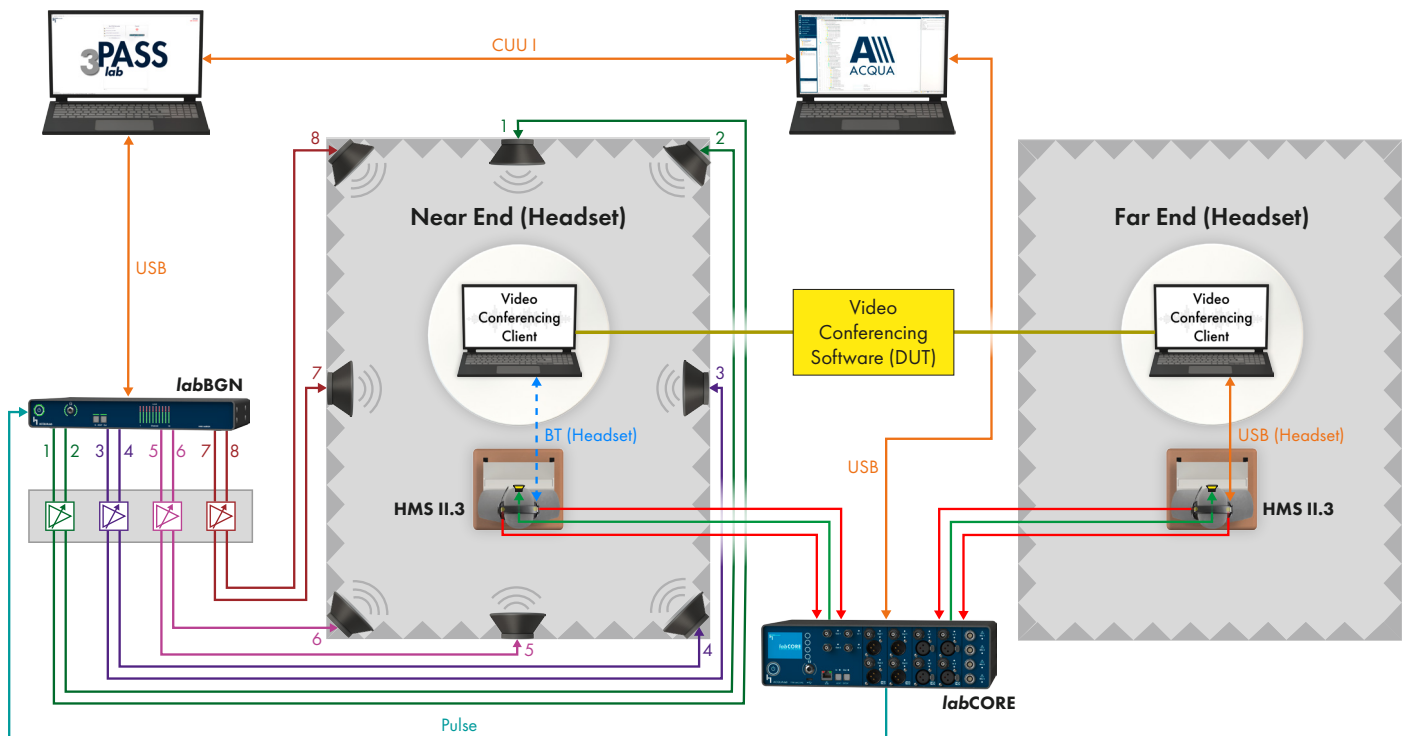 3PASS
lab
CUU I
ACQUA
1
2
8
Near End (Headset)
Far End (Headset)
USB
Video
Conferencing
Client
Video
Conferencing
Software (DUT)
Video
Conferencing
Client
7
3
labBGN
1
2
3
4
5
6
7
8
BT (Headset)
USB
USB (Headset)
HMS II.3
HMS II.3
6
5
4
labCORE
labCORE
Pulse